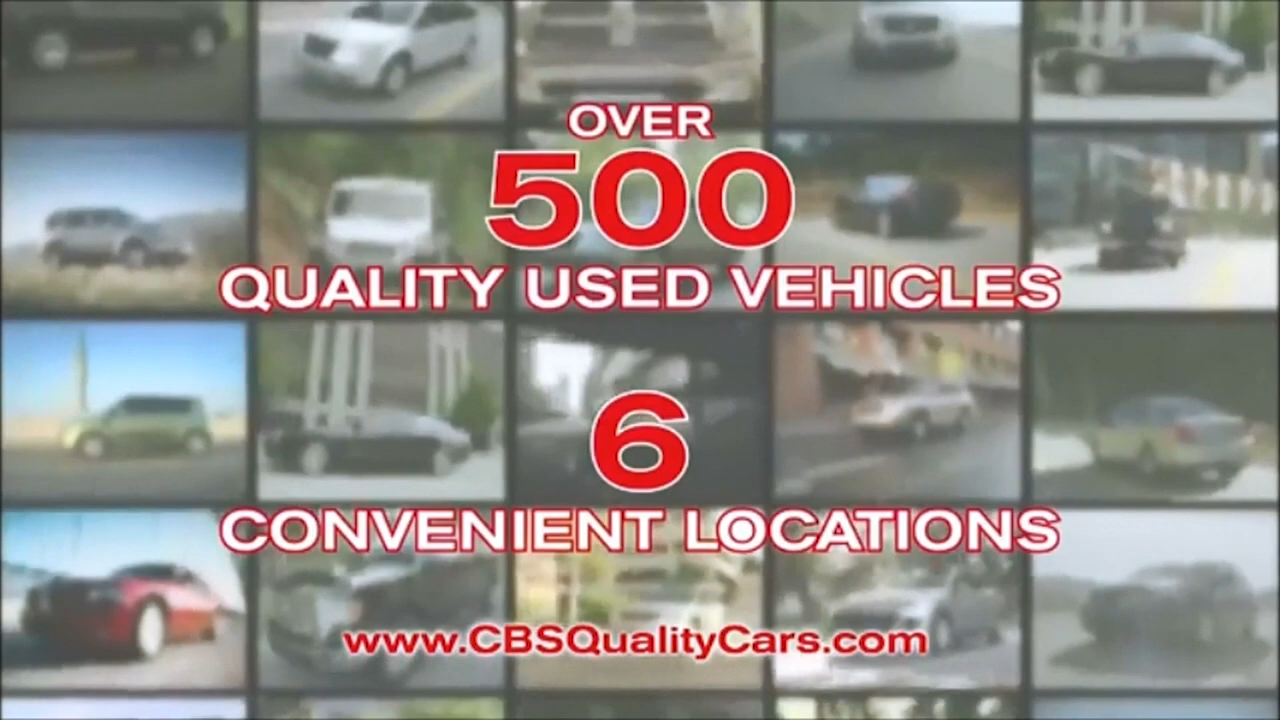 OVER
500
QUALITY USED VEHICLES
6
CONVENIENT LOCATIONS
www.CBSQualityCars.com